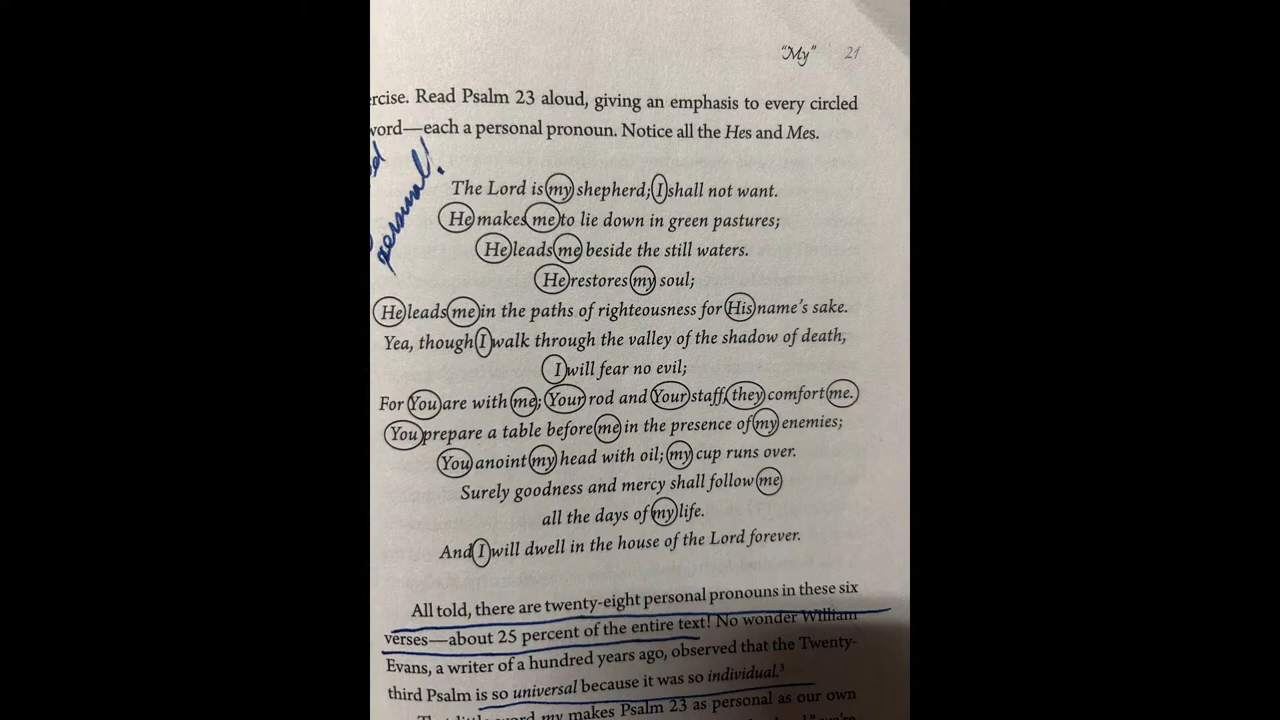 "My" 21
ercise. Read Psalm 23 aloud, giving an emphasis to every circled
word—each a personal pronoun. Notice all the Hes and Mes.
personal!
The Lord is my shepherd; I shall not want.
He makes me to lie down in green pastures;
He leads me beside the still waters.
He restores my soul;
He leads me in the paths of righteousness for His name's sake.
Yea, though I walk through the valley of the shadow of death,
I will fear no evil;
For You are with me; Your rod and Your staff, they comfort me.
You prepare a table before me in the presence of my enemies;
You anoint my head with oil; my cup runs over.
Surely goodness and mercy shall follow me
all the days of my life.
And I will dwell in the house of the Lord forever.
All told, there are twenty-eight personal pronouns in these six
verses—about 25 percent of the entire text! No wonder William
Evans, a writer of a hundred years ago, observed that the Twenty-
third Psalm is so universal because it was so individual.³
That little word my makes Psalm 23 as personal as our own